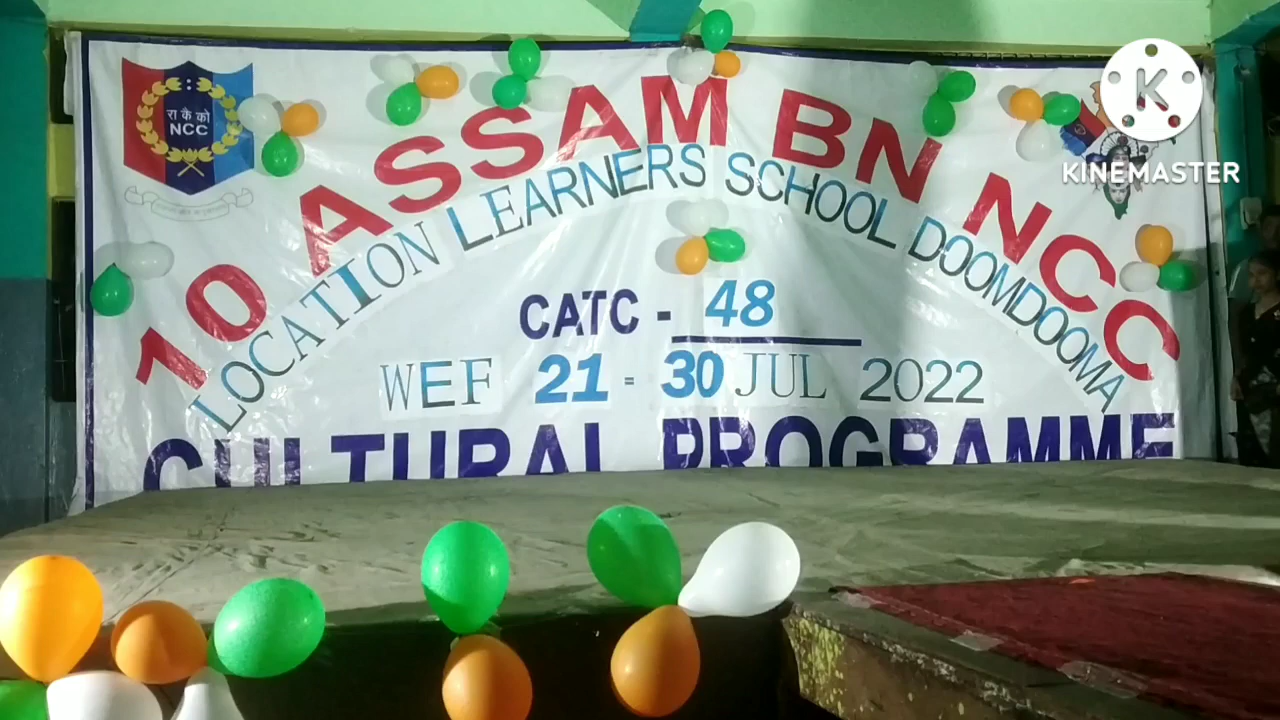 रा कै को
NCC
10 ASSAM BN NCC
LOCATION LEARNERS SCHOOL DOOMDOOMA
CATC - 48
WEF 21 - 30 JUL 2022
CULTURAL PROGRAMME
K
KINEMASTER